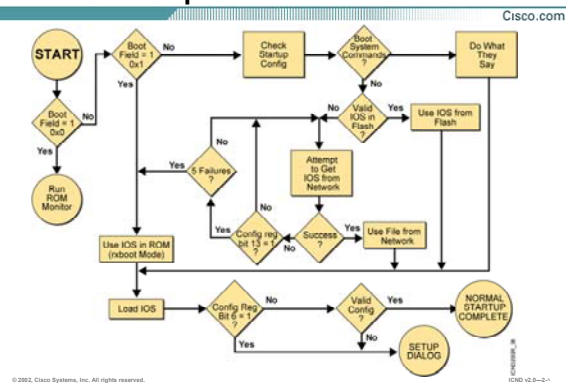 Cisco.com
START
Boot
Field = 1
0x1
No
Yes
Check
Startup
Config
Boot
System
Commands
?
No
Do What
They
Say
Boot
Field = 1
0x0
No
Yes
Run
ROM
Monitor
Valid
IOS in
Flash
?
No
Yes
Use IOS from
Flash
No
Yes
5 Failures
?
Attempt
to Get
IOS from
Network
No
Yes
Config reg
bit 13 = 1
?
No
Success
?
Yes
Use File from
Network
Use IOS in ROM
(rxboot Mode)
Load IOS
Config Reg
Bit 6 = 1
?
No
Yes
Valid
Config
?
Yes
No
NORMAL
STARTUP
COMPLETE
SETUP
DIALOG
© 2002, Cisco Systems, Inc. All rights reserved.